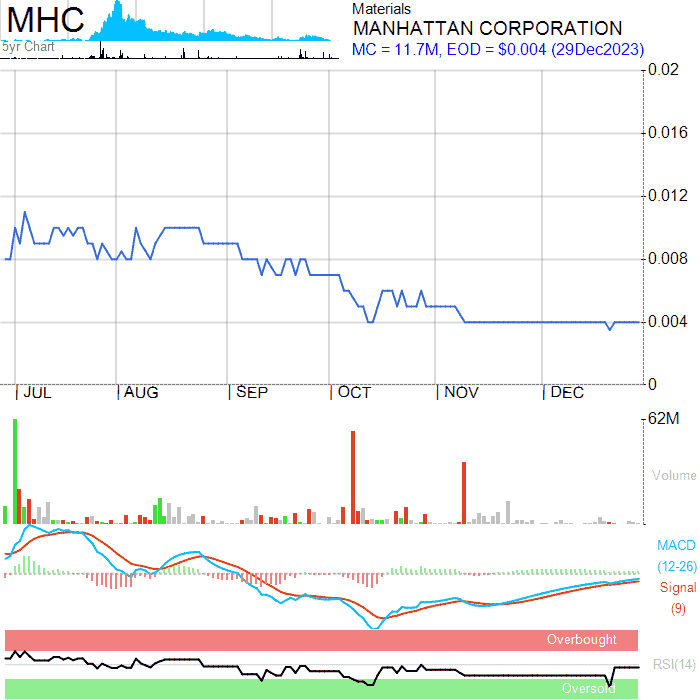 MHC
5yr Chart
Materials
MANHATTAN CORPORATION
MC = 11.7M, EOD = $0.004 (29Dec2023)
0.02
0.016
0.012
0.008
0.004
0
JUL AUG SEP OCT NOV DEC
62M
Volume
MACD
(12-26)
Signal
(9)
Overbought
RSI(14)
Oversold